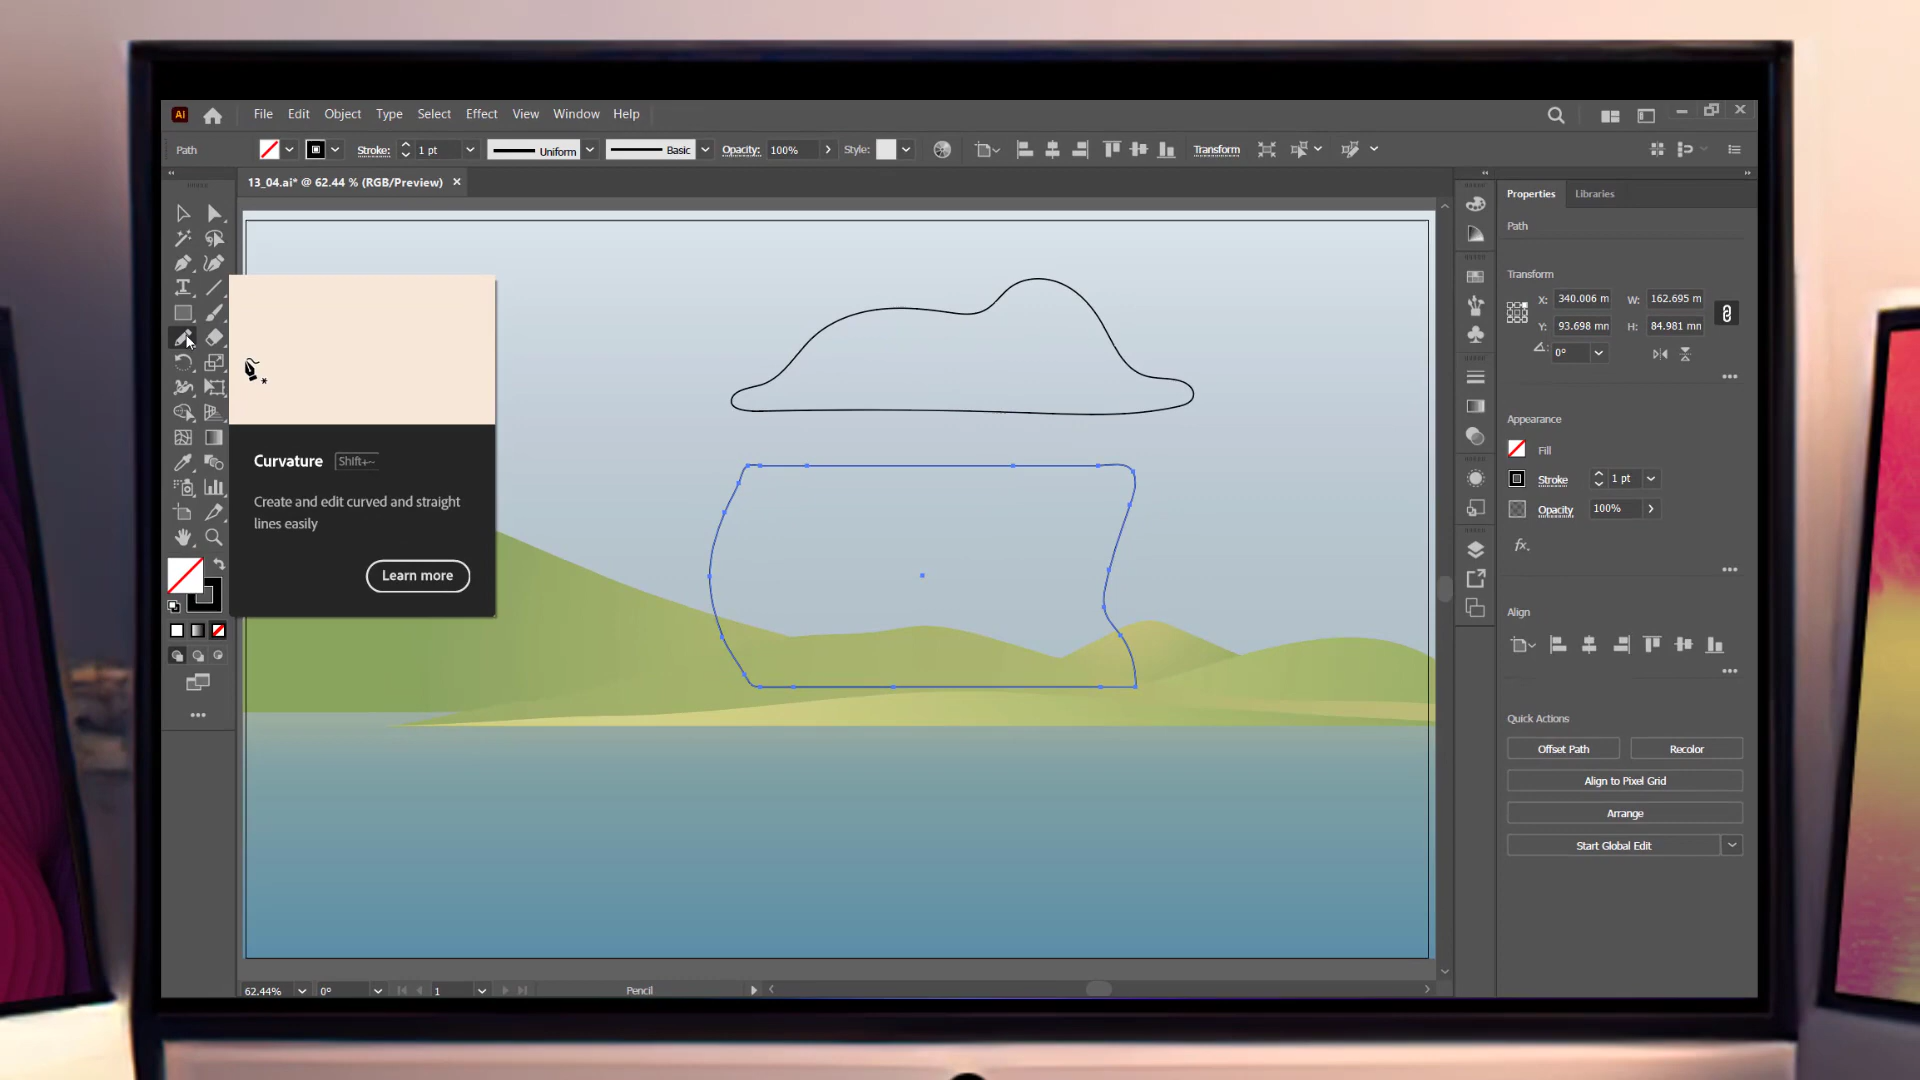 Ai File Edit Object Type Select Effect View Window Help
Path Stroke: 1 pt Uniform Basic Opacity: 100% Style: Transform
13_04.ai* @ 62.44 % (RGB/Preview) ×
Properties Libraries
Path
Transform
X: 340.006 m W: 162.695 m
Y: 93.698 mn H: 84.981 mn
0°
Appearance
Fill
Stroke 1 pt
Opacity 100%
fx.
Align
Quick Actions
Offset Path Recolor
Align to Pixel Grid
Arrange
Start Global Edit
Curvature Shift+~
Create and edit curved and straight
lines easily
Learn more
62.44% 0° 1 Pencil